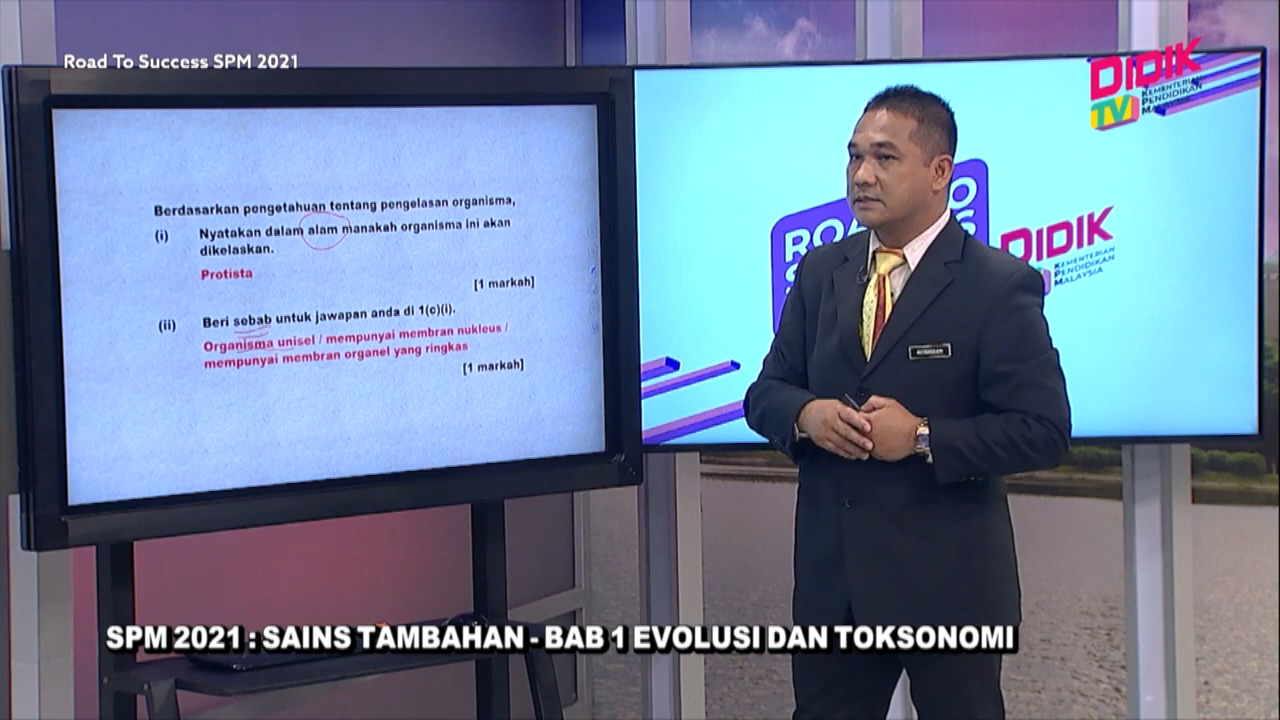 Road To Success SPM 2021
DIDIK
TV
KEMENTERIAN
PENDIDIKAN
MALAYSIA
Berdasarkan pengetahuan tentang pengelasan organisma,
(i) Nyatakan dalam alam manakah organisma ini akan
dikelaskan.
Protista
[1 markah]
(ii) Beri sebab untuk jawapan anda di 1(c)(i).
Organisma unisel / mempunyai membran nukleus /
mempunyai membran organel yang ringkas
[1 markah]
DIDIK
KEMENTERIAN
PENDIDIKAN
MALAYSIA
SPM 2021 : SAINS TAMBAHAN - BAB 1 EVOLUSI DAN TOKSONOMI